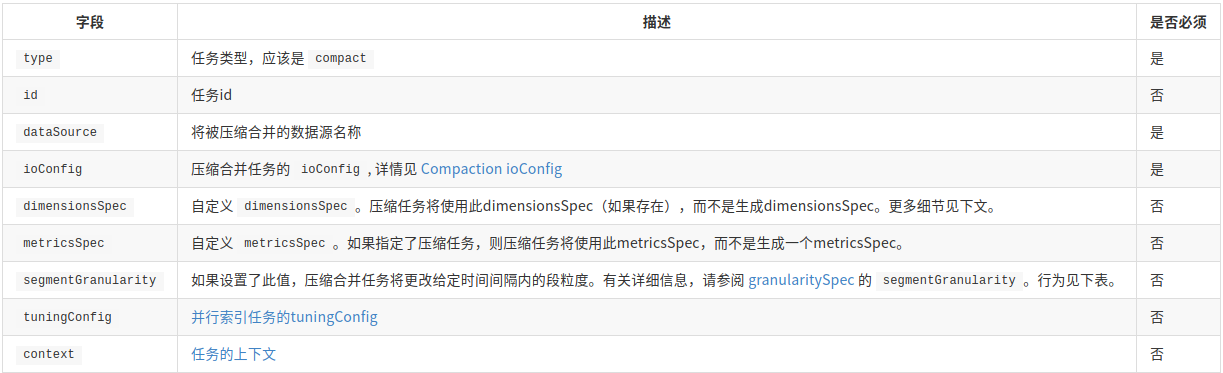 字段 描述 是否必须
type 任务类型，应该是 compact 是
id 任务id 否
dataSource 将被压缩合并的数据源名称 是
ioConfig 压缩合并任务的 ioConfig ,详情见 Compaction ioConfig 是
dimensionsSpec 自定义 dimensionsSpec 。压缩任务将使用此dimensionsSpec（如果存在），而不是生成dimensionsSpec。更多细节见下文。 否
metricsSpec 自定义 metricsSpec 。如果指定了压缩任务，则压缩任务将使用此metricsSpec，而不是生成一个metricsSpec。 否
segmentGranularity 如果设置了此值，压缩合并任务将更改给定时间间隔内的段粒度。有关详细信息，请参阅 granularitySpec 的 segmentGranularity 。行为见下表。 否
tuningConfig 并行索引任务的tuningConfig 否
context 任务的上下文 否